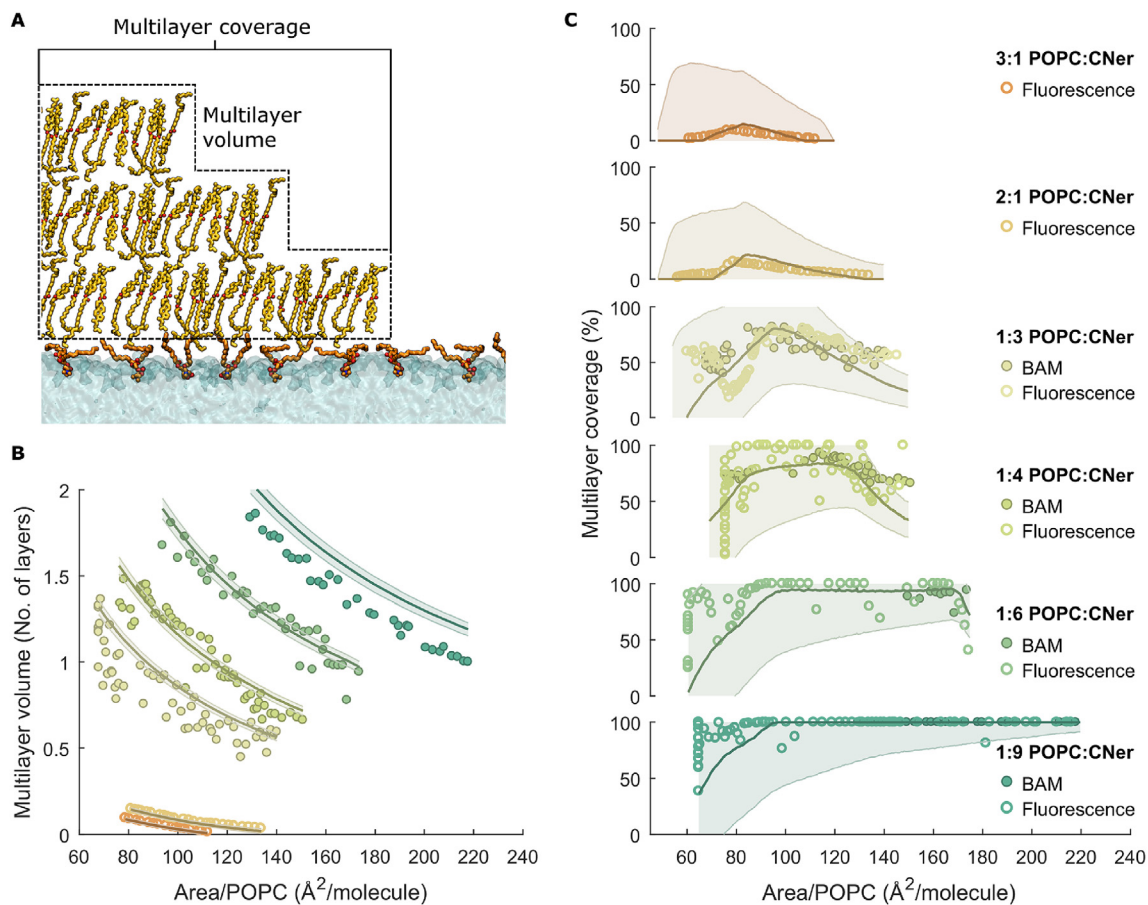 A
Multilayer coverage
Multilayer
volume
B
2
1.5
1
0.5
0
Multilayer volume (No. of layers)
60 80 100 120 140 160 180 200 220 240
Area/POPC (Å²/molecule)
C
Multilayer coverage (%)
100
50
0
3:1 POPC:CNer
Fluorescence
100
50
0
2:1 POPC:CNer
Fluorescence
100
50
0
1:3 POPC:CNer
BAM
Fluorescence
100
50
0
1:4 POPC:CNer
BAM
Fluorescence
100
50
0
1:6 POPC:CNer
BAM
Fluorescence
100
50
0
1:9 POPC:CNer
BAM
Fluorescence
60 80 100 120 140 160 180 200 220 240
Area/POPC (Å²/molecule)